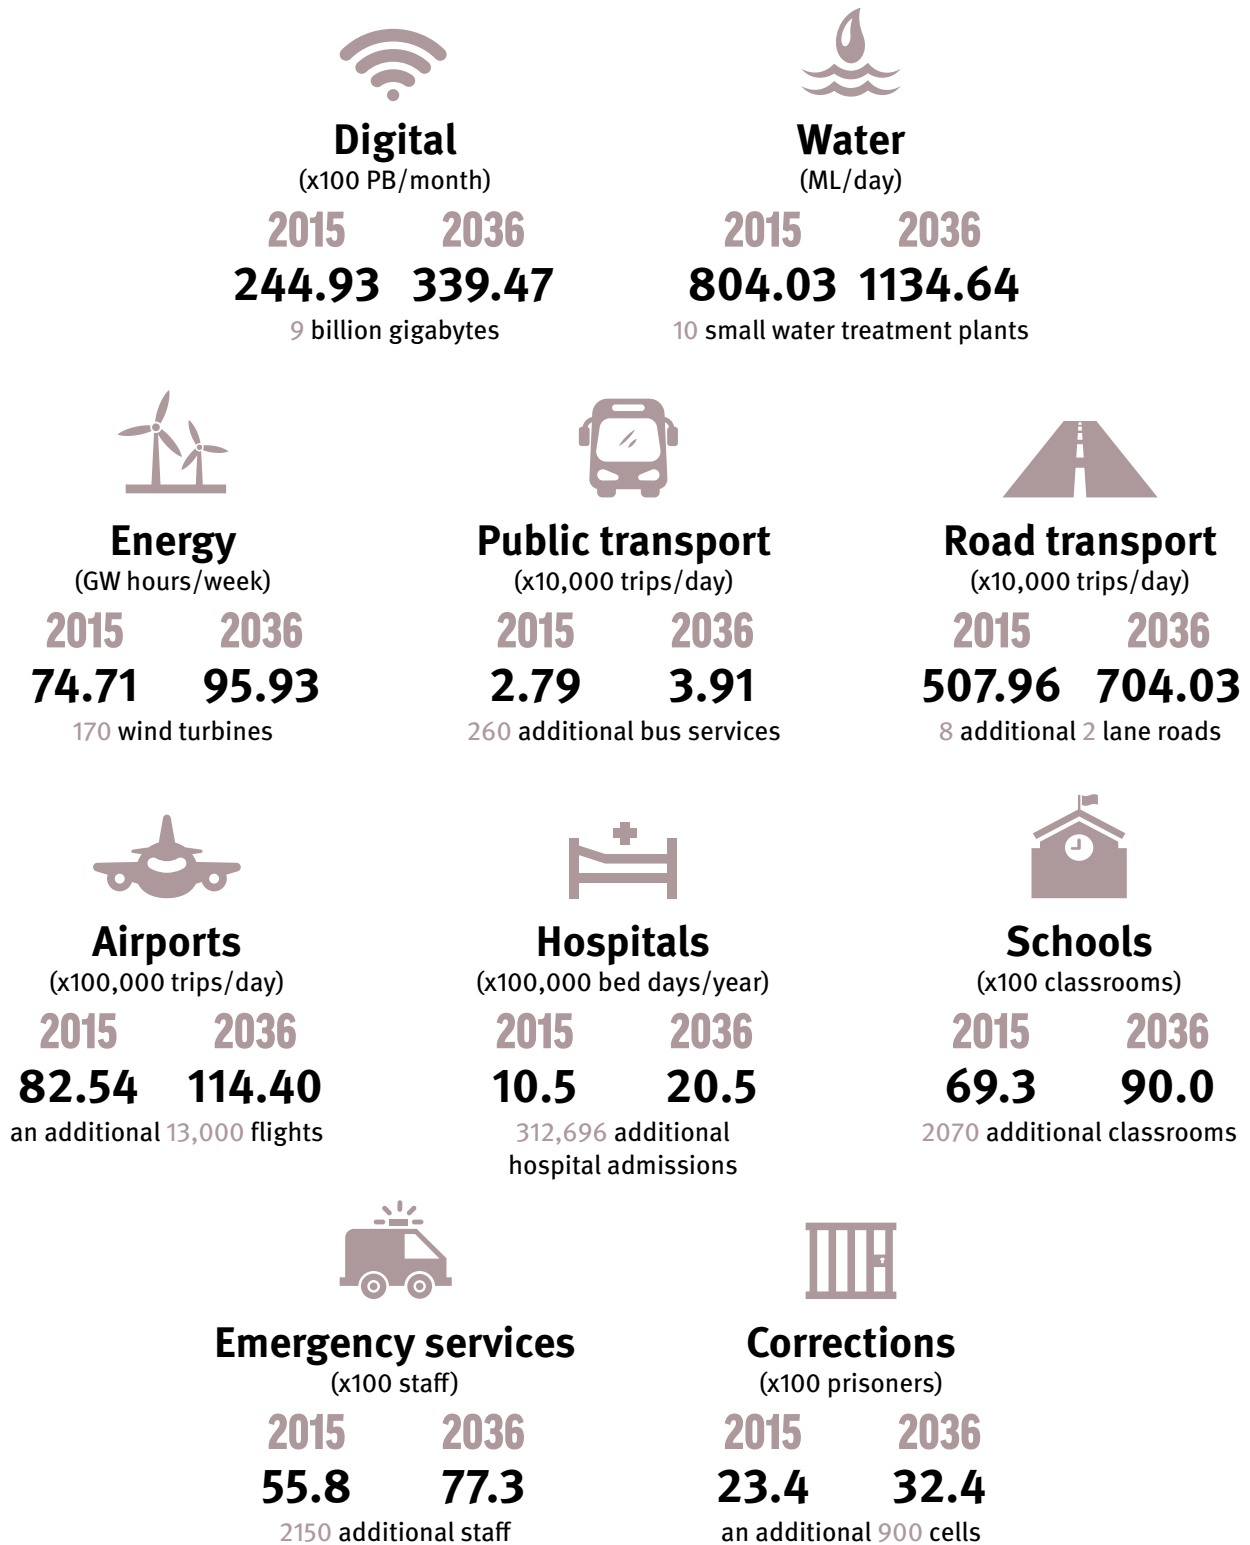 Digital
(x100 PB/month)
2015 2036
244.93 339.47
9 billion gigabytes
Water
(ML/day)
2015 2036
804.03 1134.64
10 small water treatment plants
Energy
(GW hours/week)
2015 2036
74.71 95.93
170 wind turbines
Public transport
(x10,000 trips/day)
2015 2036
2.79 3.91
260 additional bus services
Road transport
(x10,000 trips/day)
2015 2036
507.96 704.03
8 additional 2 lane roads
Airports
(x100,000 trips/day)
2015 2036
82.54 114.40
an additional 13,000 flights
Hospitals
(x100,000 bed days/year)
2015 2036
10.5 20.5
312,696 additional
hospital admissions
Schools
(x100 classrooms)
2015 2036
69.3 90.0
2070 additional classrooms
Emergency services
(x100 staff)
2015 2036
55.8 77.3
2150 additional staff
Corrections
(x100 prisoners)
2015 2036
23.4 32.4
an additional 900 cells